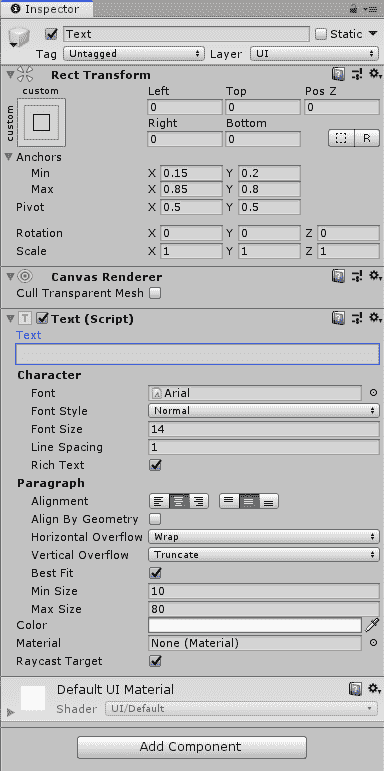 Inspector
Text
Static
Tag Untagged Layer UI
Rect Transform
custom
custom
Left Top Pos Z
0 0 0
Right Bottom
0 0
R
Anchors
Min X 0.15 Y 0.2
Max X 0.85 Y 0.8
Pivot X 0.5 Y 0.5
Rotation X 0 Y 0 Z 0
Scale X 1 Y 1 Z 1
Canvas Renderer
Cull Transparent Mesh
Text (Script)
Text
Character
Font Arial
Font Style Normal
Font Size 14
Line Spacing 1
Rich Text
Paragraph
Alignment
Align By Geometry
Horizontal Overflow Wrap
Vertical Overflow Truncate
Best Fit
Min Size 10
Max Size 80
Color
Material None (Material)
Raycast Target
Default UI Material
Shader UI/Default
Add Component